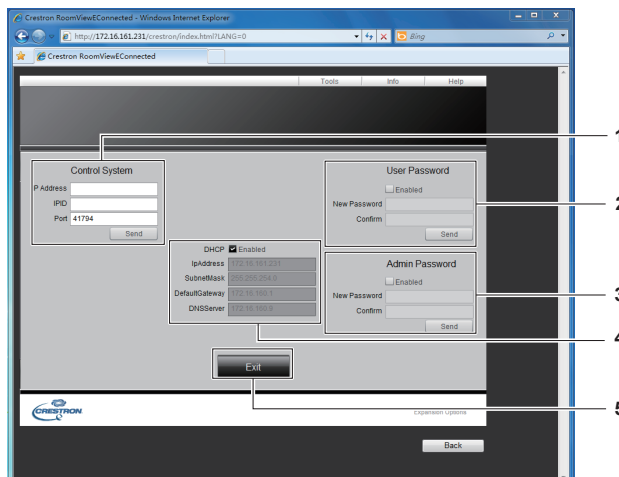 Crestron RoomViewEConnected - Windows Internet Explorer
http://172.16.161.231/crestron/index.html?LANG=0
Bing
Crestron RoomViewEConnected
Tools Info Help
1
Control System
P Address
IPID
Port 41794
Send
User Password
Enabled
New Password
Confirm
Send
2
DHCP Enabled
IpAddress 172.16.161.231
SubnetMask 255.255.254.0
DefaultGateway 172.16.160.1
DNSServer 172.16.160.8
Admin Password
Enabled
New Password
Confirm
Send
3
4
Exit
CRESTRON
Expansion Options
5
Back